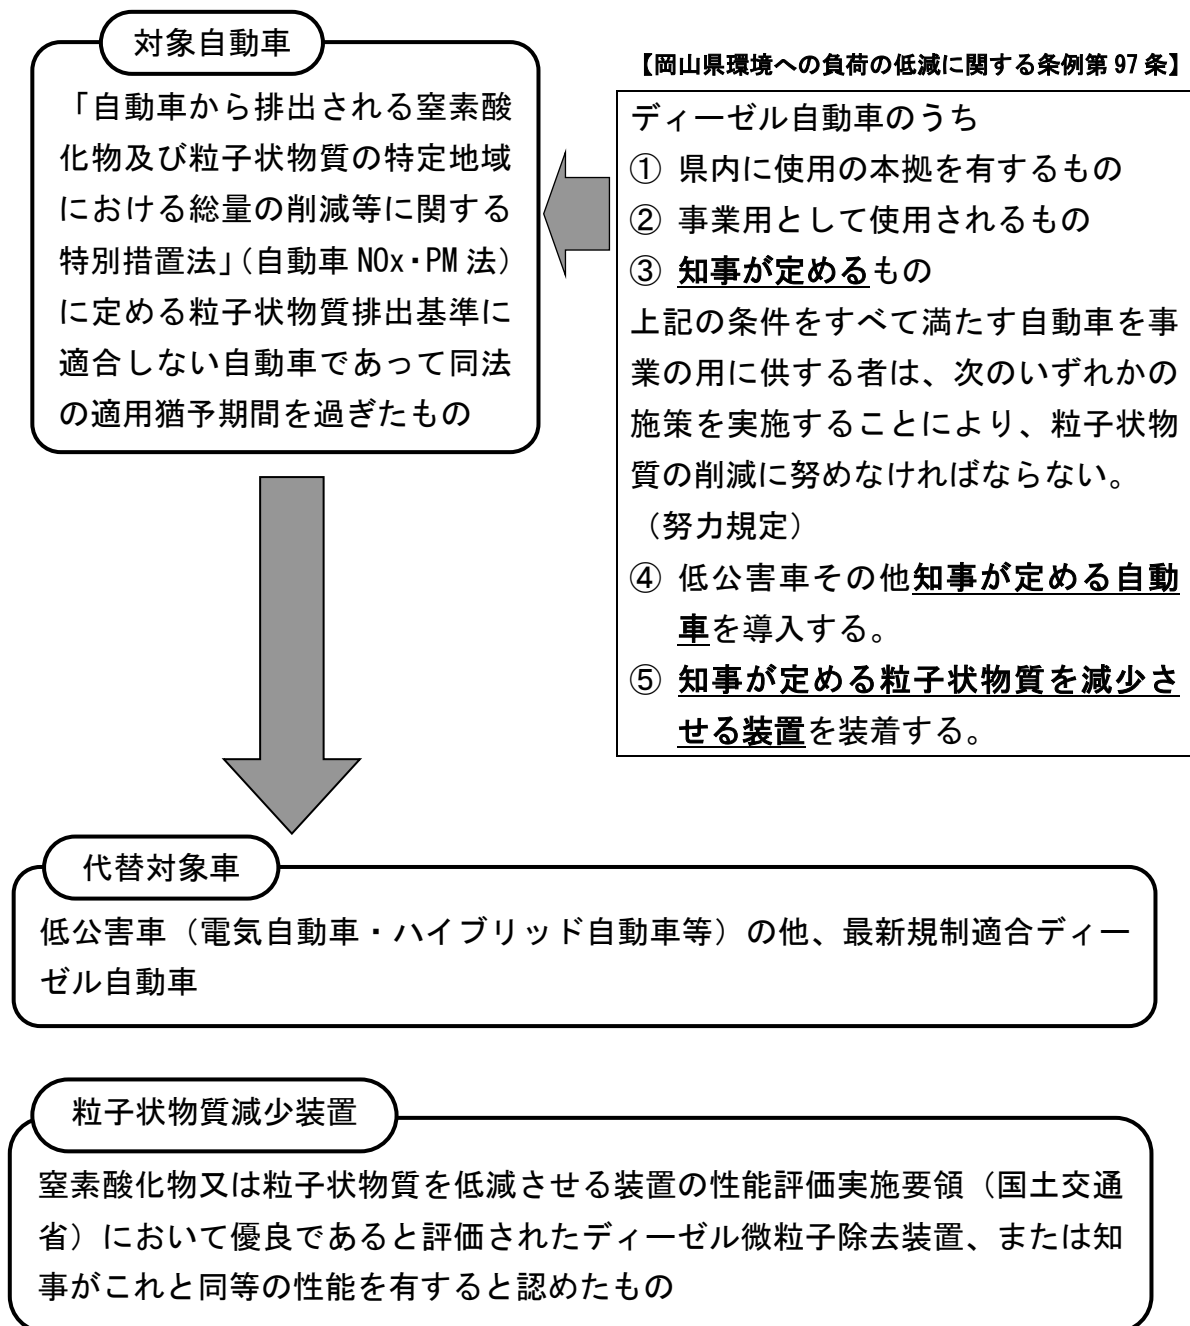 対象自動車
「自動車から排出される窒素酸
化物及び粒子状物質の特定地域
における総量の削減等に関する
特別措置法」（自動車 NOx・PM 法）
に定める粒子状物質排出基準に
適合しない自動車であって同法
の適用猶予期間を過ぎたもの
【岡山県環境への負荷の低減に関する条例第 97 条】
ディーゼル自動車のうち
① 県内に使用の本拠を有するもの
② 事業用として使用されるもの
③ 知事が定めるもの
上記の条件をすべて満たす自動車を事
業の用に供する者は、次のいずれかの
施策を実施することにより、粒子状物
質の削減に努めなければならない。
（努力規定）
④ 低公害車その他知事が定める自動
車を導入する。
⑤ 知事が定める粒子状物質を減少さ
せる装置を装着する。
代替対象車
低公害車（電気自動車・ハイブリッド自動車等）の他、最新規制適合ディー
ゼル自動車
粒子状物質減少装置
窒素酸化物又は粒子状物質を低減させる装置の性能評価実施要領（国土交通
省）において優良であると評価されたディーゼル微粒子除去装置、または知
事がこれと同等の性能を有すると認めたもの